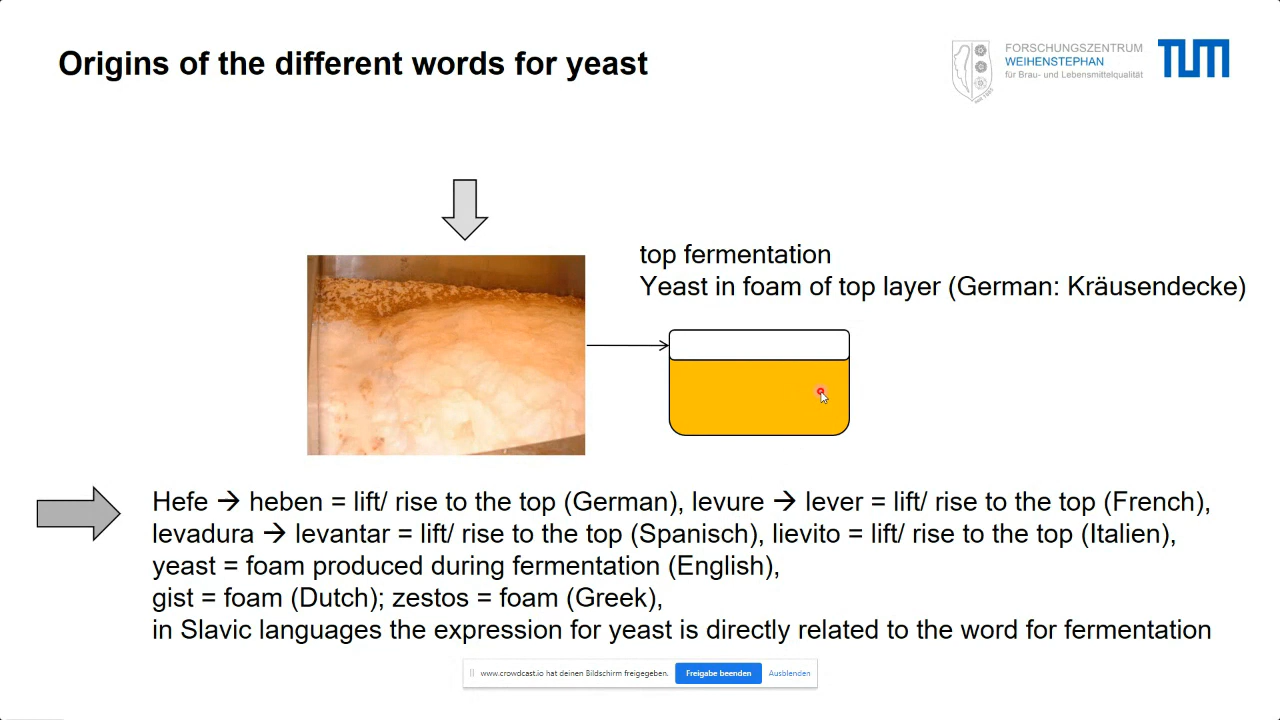 Origins of the different words for yeast
FORSCHUNGSZENTRUM
WEIHENSTEPHAN
für Brau- und Lebensmittelqualität
TUM
top fermentation
Yeast in foam of top layer (German: Kräusendecke)
Hefe → heben = lift/ rise to the top (German), levure → lever = lift/ rise to the top (French),
levadura → levantar = lift/ rise to the top (Spanisch), lievito = lift/ rise to the top (Italien),
yeast = foam produced during fermentation (English),
gist = foam (Dutch); zestos = foam (Greek),
in Slavic languages the expression for yeast is directly related to the word for fermentation
www.crowdcast.io hat deinen Bildschirm freigegeben. Freigabe beenden Ausblenden